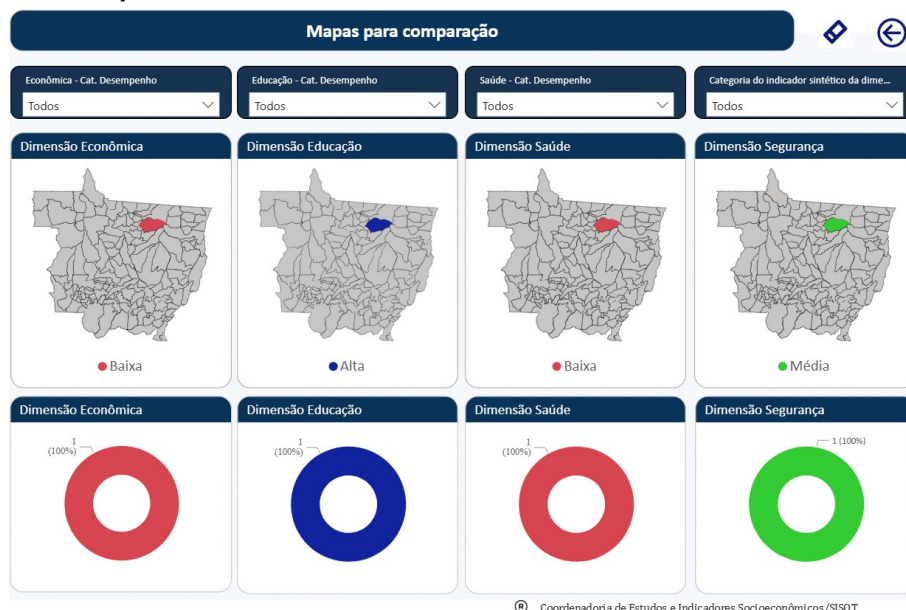 Mapas para comparação
Econômica - Cat. Desempenho
Todos
Educação - Cat. Desempenho
Todos
Saúde - Cat. Desempenho
Todos
Categoria do indicador sintético da dime...
Todos
Dimensão Econômica
Dimensão Educação
Dimensão Saúde
Dimensão Segurança
Baixa
Alta
Baixa
Média
Dimensão Econômica
Dimensão Educação
Dimensão Saúde
Dimensão Segurança
1
(100%)
1
(100%)
1
(100%)
1 (100%)
® Coordenadoria de Estudos e Indicadores Socioeconômicos/SISOT